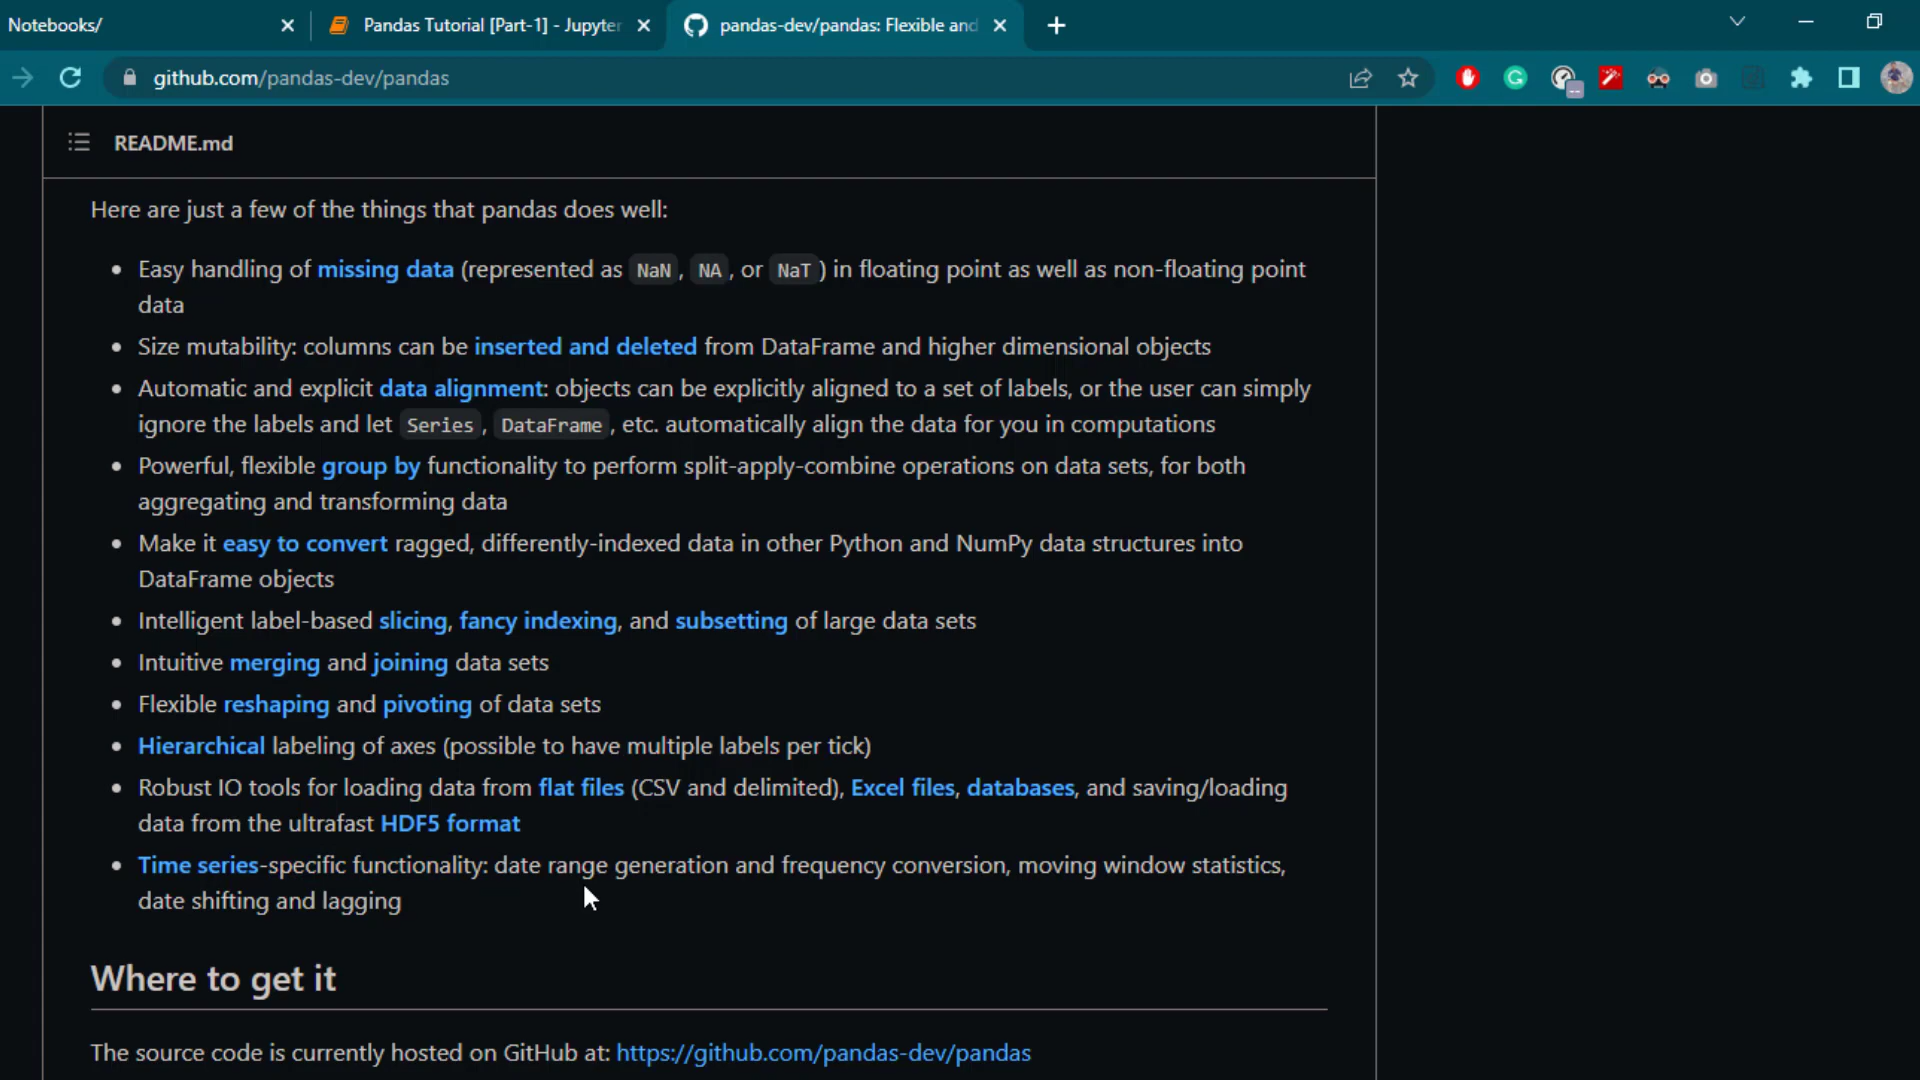 Notebooks/
Pandas Tutorial [Part-1] - Jupyter
pandas-dev/pandas: Flexible and
github.com/pandas-dev/pandas
README.md
Here are just a few of the things that pandas does well:
• Easy handling of missing data (represented as NaN, NA, or NaT) in floating point as well as non-floating point
data
• Size mutability: columns can be inserted and deleted from DataFrame and higher dimensional objects
• Automatic and explicit data alignment: objects can be explicitly aligned to a set of labels, or the user can simply
ignore the labels and let Series, DataFrame, etc. automatically align the data for you in computations
• Powerful, flexible group by functionality to perform split-apply-combine operations on data sets, for both
aggregating and transforming data
• Make it easy to convert ragged, differently-indexed data in other Python and NumPy data structures into
DataFrame objects
• Intelligent label-based slicing, fancy indexing, and subsetting of large data sets
• Intuitive merging and joining data sets
• Flexible reshaping and pivoting of data sets
• Hierarchical labeling of axes (possible to have multiple labels per tick)
• Robust IO tools for loading data from flat files (CSV and delimited), Excel files, databases, and saving/loading
data from the ultrafast HDF5 format
• Time series-specific functionality: date range generation and frequency conversion, moving window statistics,
date shifting and lagging
Where to get it
The source code is currently hosted on GitHub at: https://github.com/pandas-dev/pandas